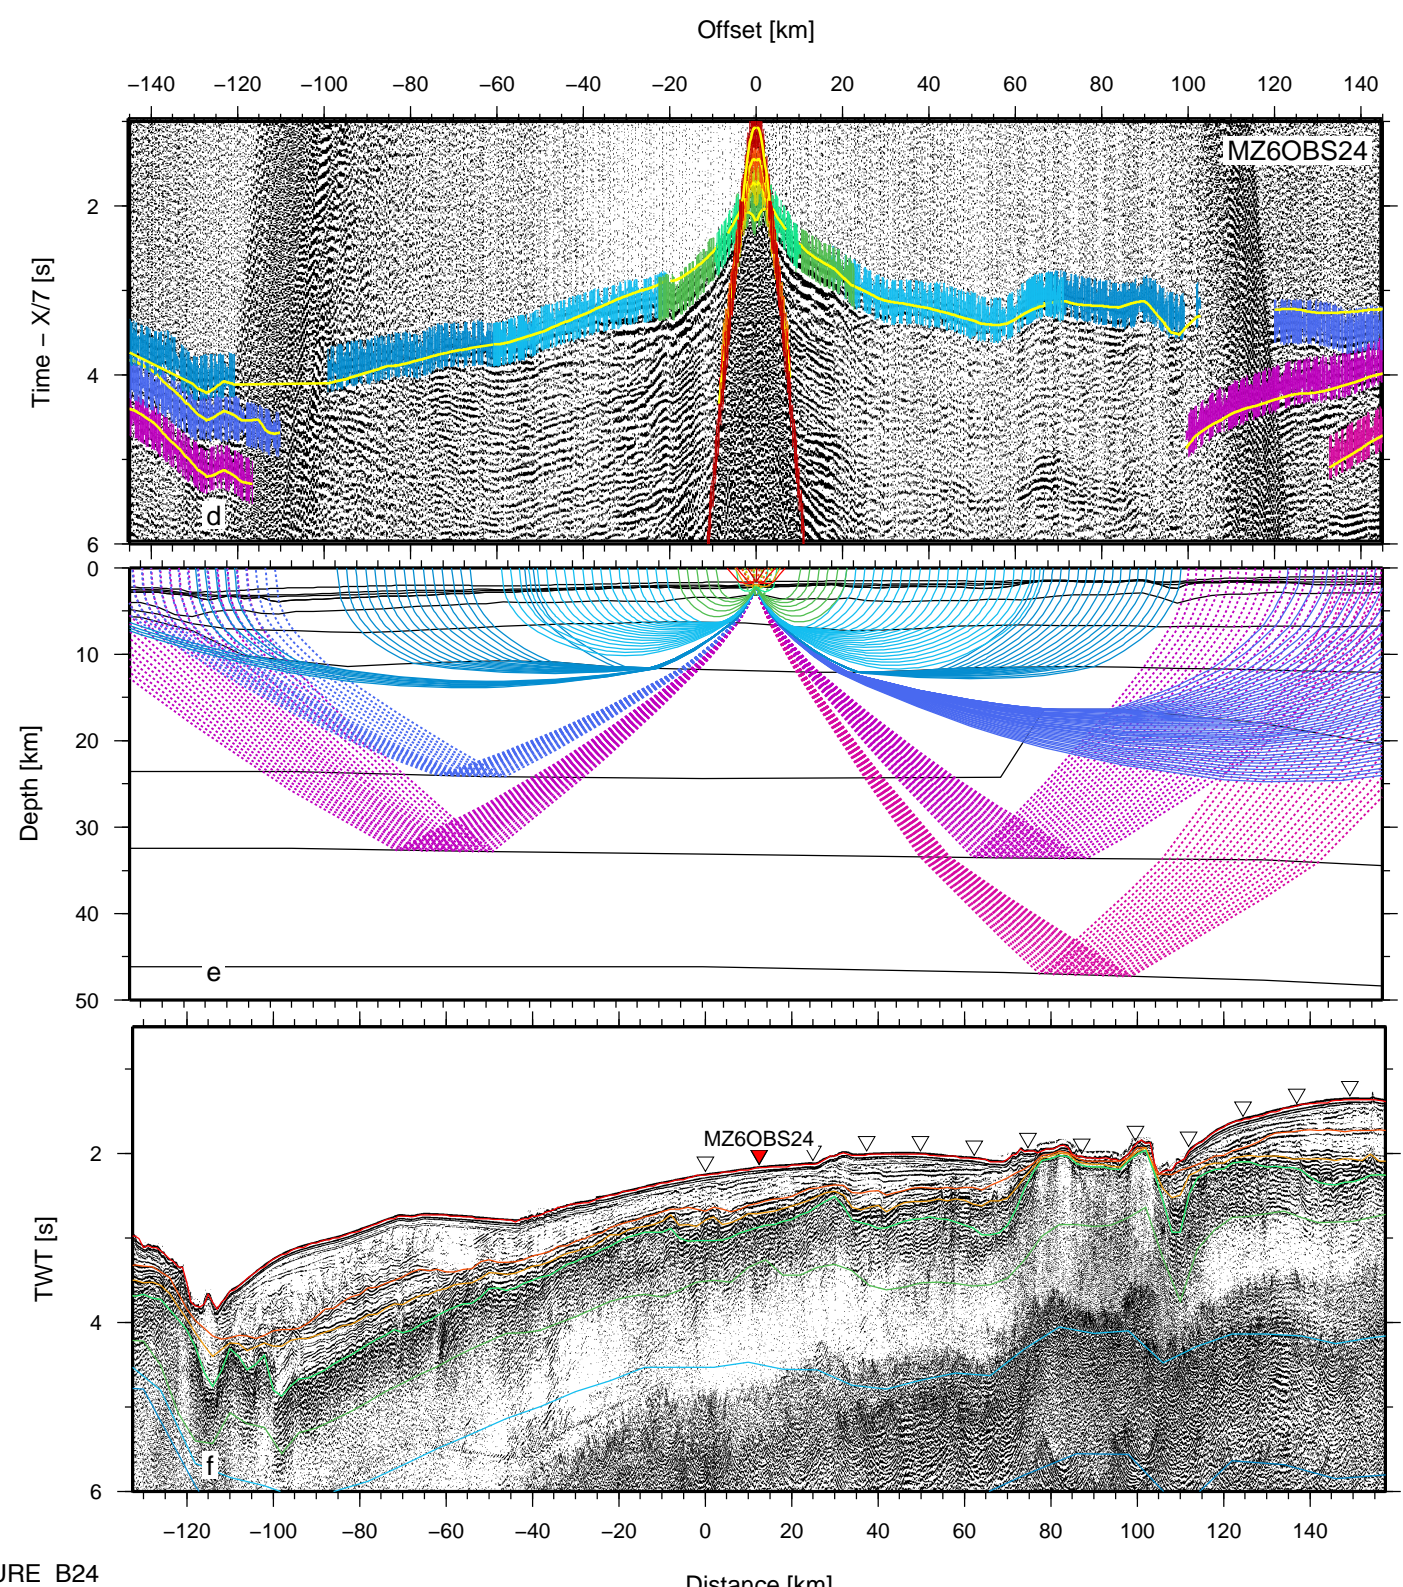 Offset [km]
−140 −120 −100 −80 −60 −40 −20 0 20 40 60 80 100 120 140
MZ6OBS24
2
4
6
Time − X/7 [s]
d
0
10
20
30
40
50
Depth [km]
e
MZ6OBS24
2
4
6
TWT [s]
f
−120 −100 −80 −60 −40 −20 0 20 40 60 80 100 120 140
Distance [km]
URE B24